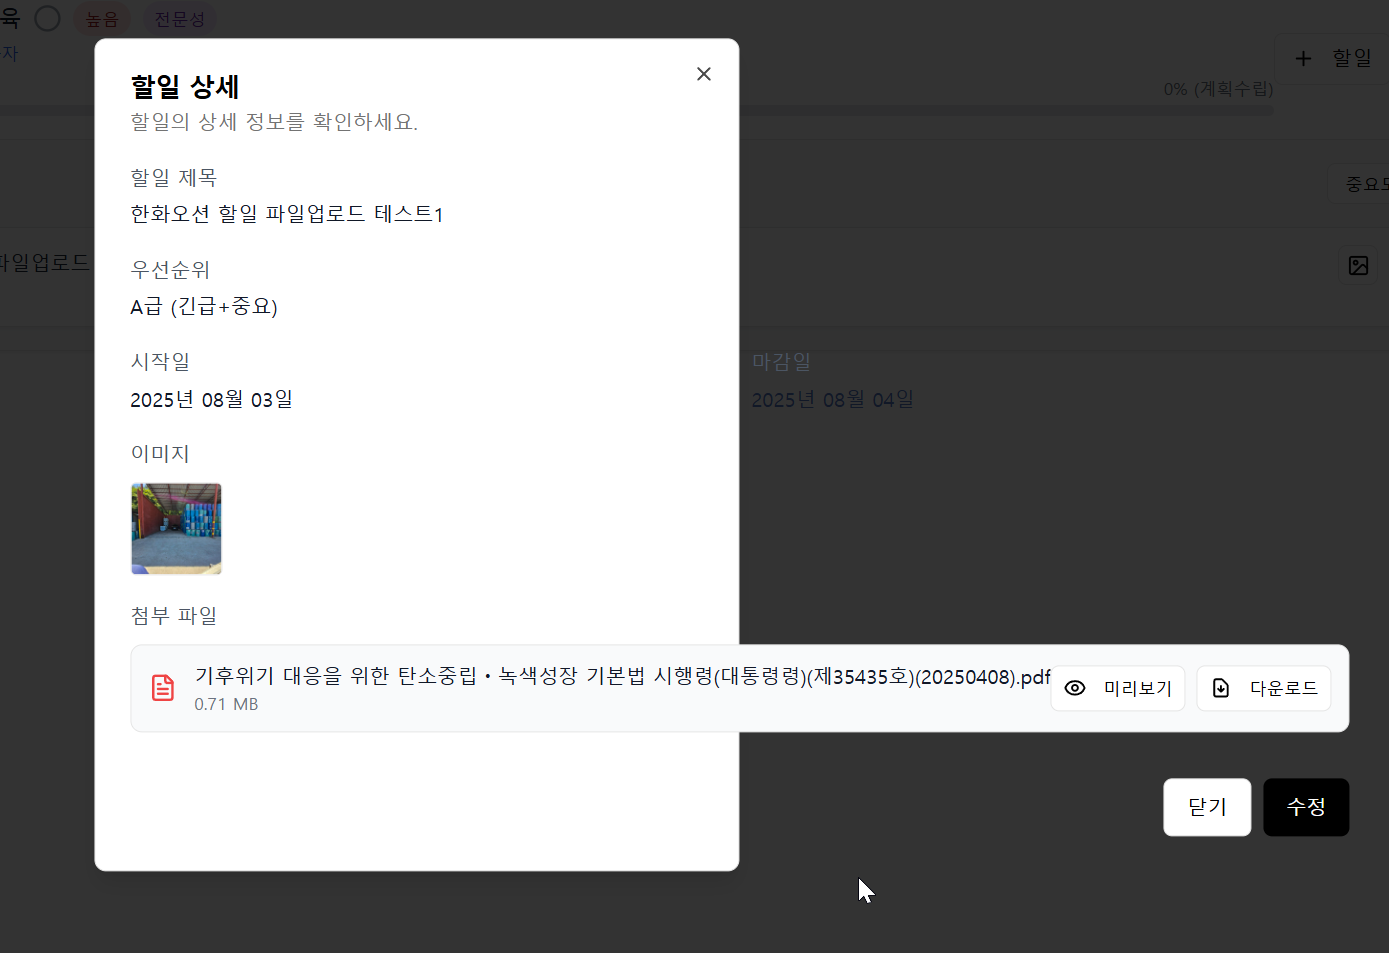 육 높음 전문성
자
+ 할일
0% (계획수립)
중요도
파일업로드
할일 상세
할일의 상세 정보를 확인하세요.
할일 제목
한화오션 할일 파일업로드 테스트1
우선순위
A급 (긴급+중요)
시작일
마감일
2025년 08월 03일
2025년 08월 04일
이미지
첨부 파일
기후위기 대응을 위한 탄소중립・녹색성장 기본법 시행령(대통령령)(제35435호)(20250408).pdf
0.71 MB
미리보기
다운로드
닫기
수정